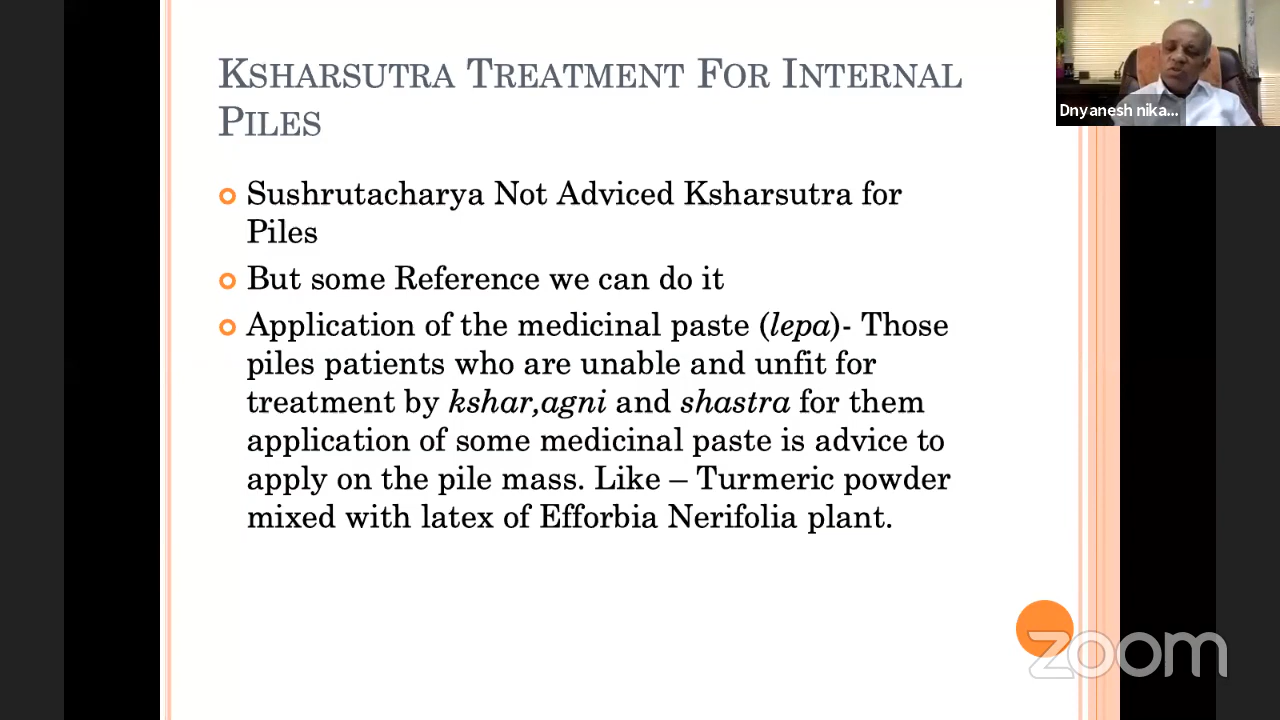 KSHARSUTRA TREATMENT FOR INTERNAL
PILES
Sushrutacharya Not Adviced Ksharsutra for
Piles
But some Reference we can do it
Application of the medicinal paste (lepa)- Those
piles patients who are unable and unfit for
treatment by kshar,agni and shastra for them
application of some medicinal paste is advice to
apply on the pile mass. Like – Turmeric powder
mixed with latex of Efforbia Nerifolia plant.
Dnyanesh nika...
zoom